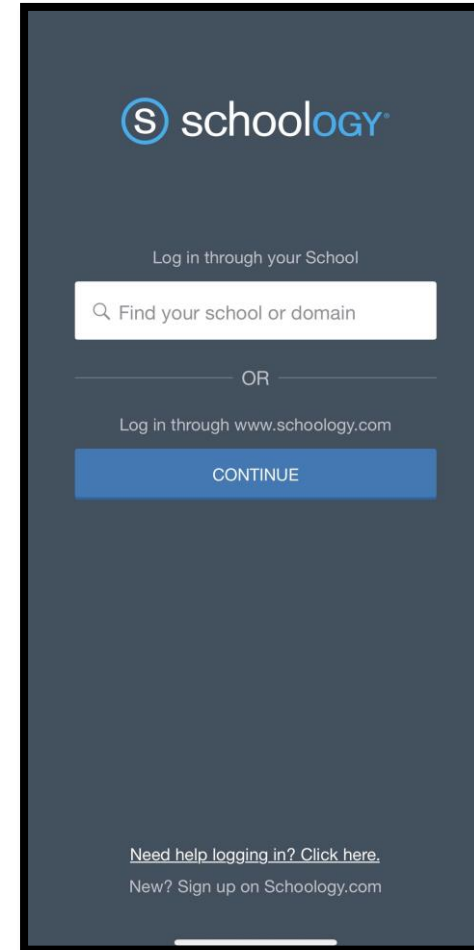 S schoology®
Log in through your School
Find your school or domain
OR
Log in through www.schoology.com
CONTINUE
Need help logging in? Click here.
New? Sign up on Schoology.com